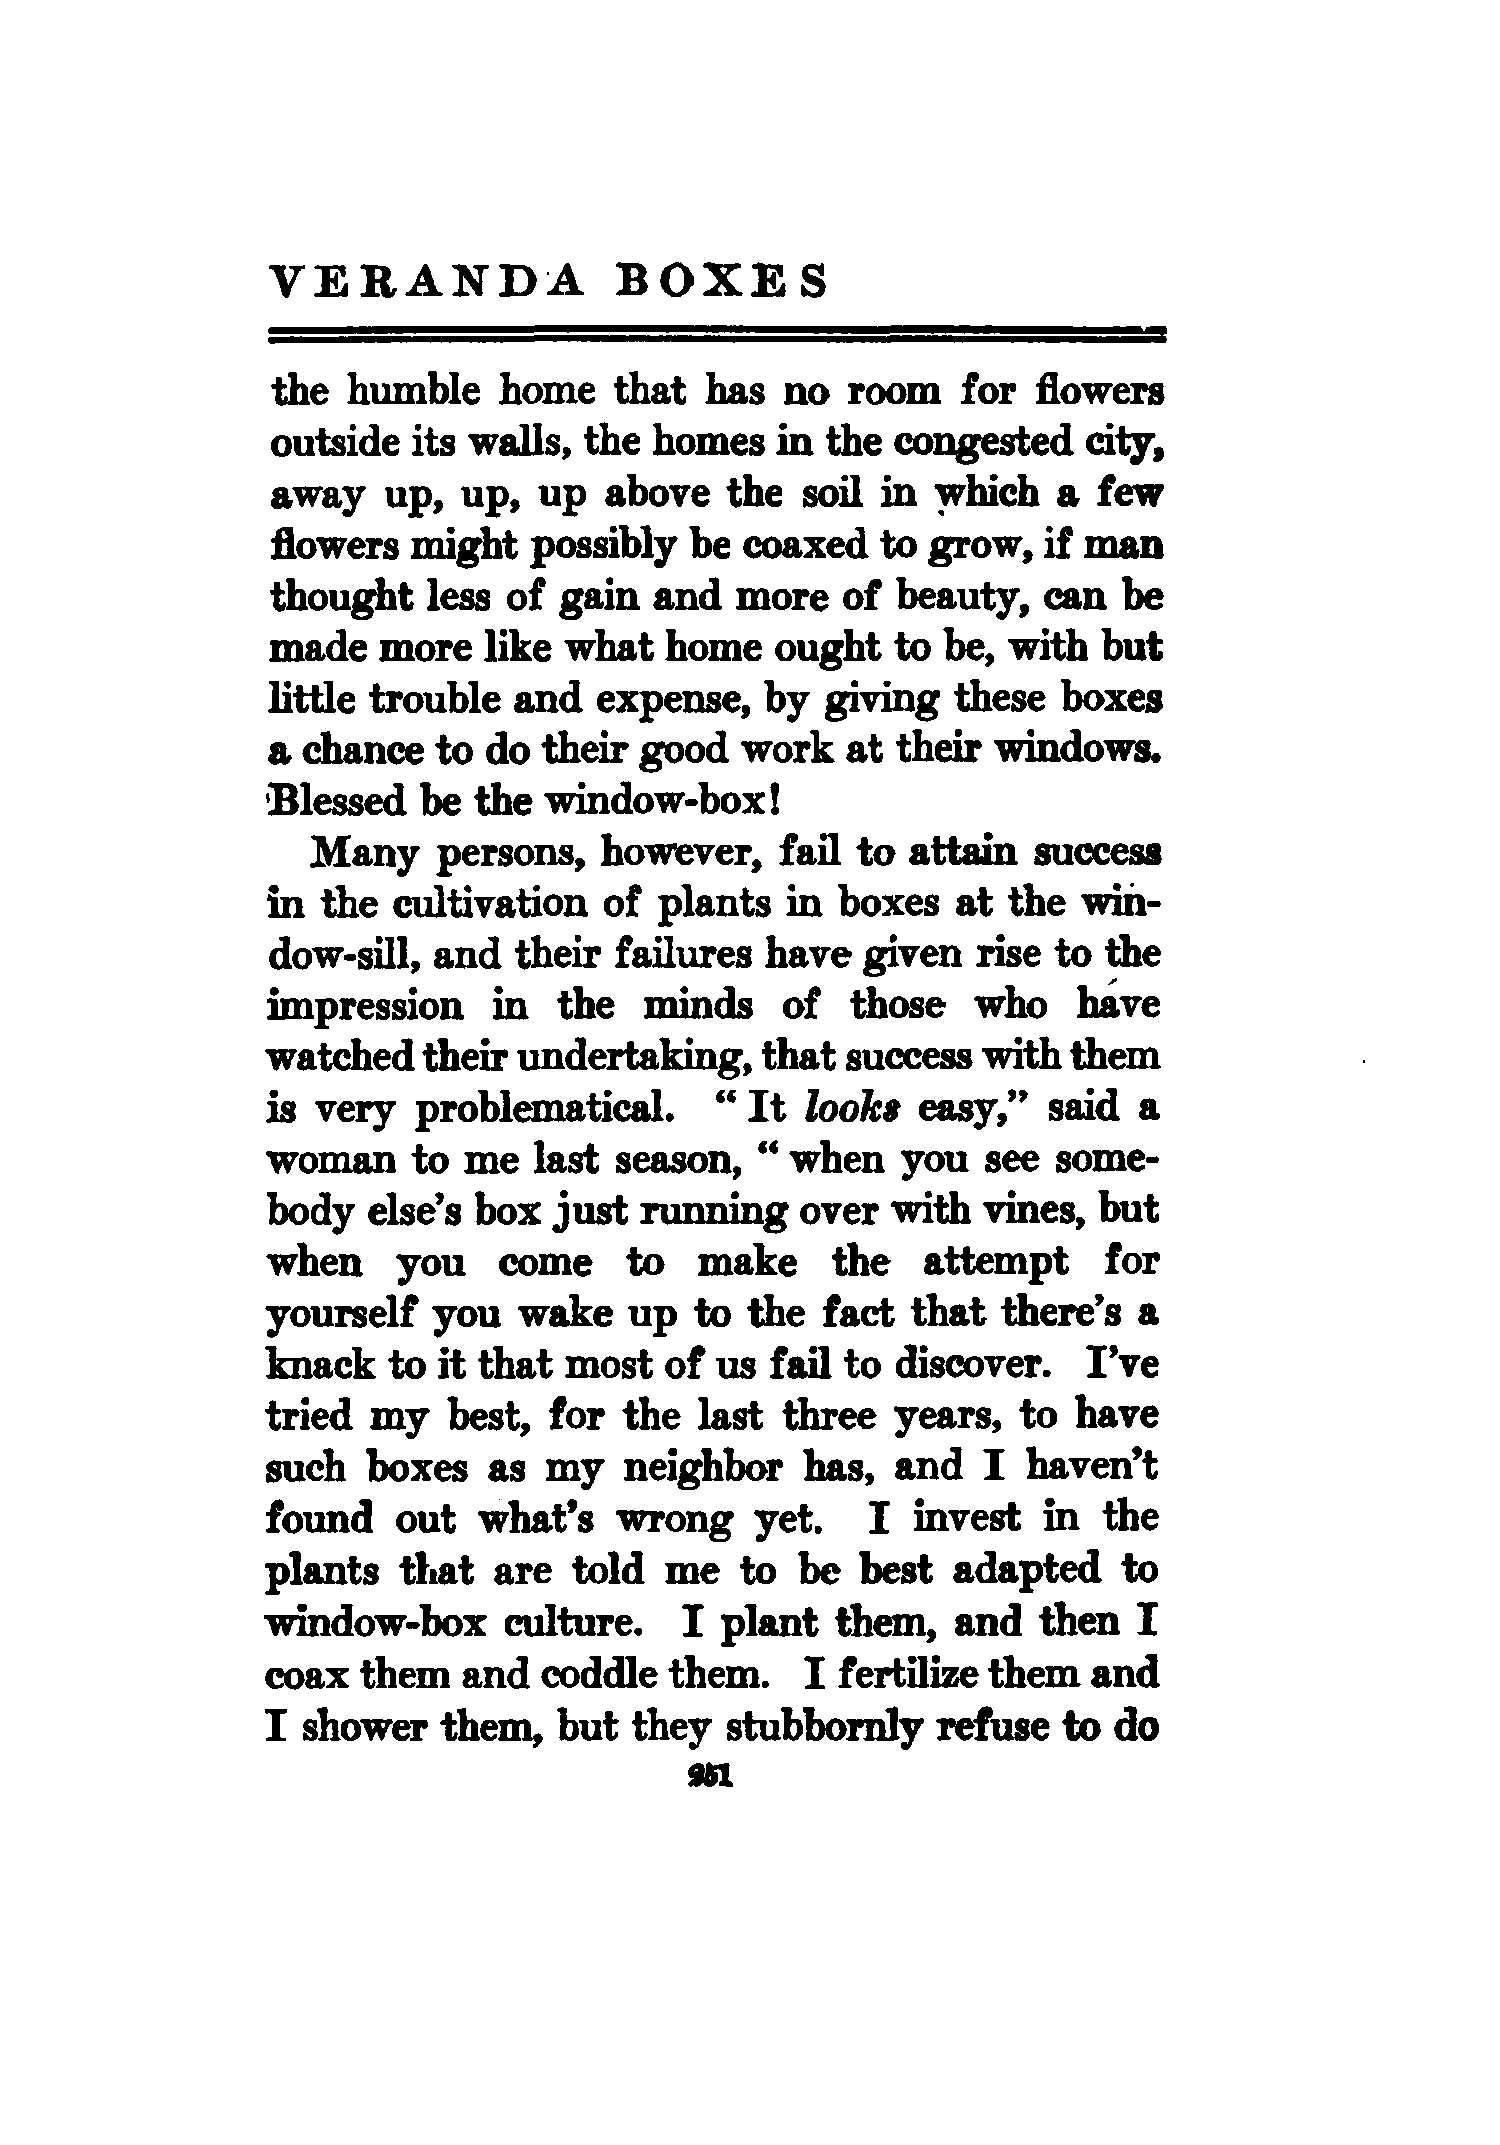 VERANDA BOXES
the humble home that has no room for flowers
outside its walls, the homes in the congested city,
away up, up, up above the soil in which a few
flowers might possibly be coaxed to grow, if man
thought less of gain and more of beauty, can be
made more like what home ought to be, with but
little trouble and expense, by giving these boxes
a chance to do their good work at their windows.
Blessed be the window-box!
Many persons, however, fail to attain success
in the cultivation of plants in boxes at the win-
dow-sill, and their failures have given rise to the
impression in the minds of those who have
watched their undertaking, that success with them
is very problematical. “It looks easy,” said a
woman to me last season, “when you see some-
body else’s box just running over with vines, but
when you come to make the attempt for
yourself you wake up to the fact that there’s a
knack to it that most of us fail to discover. I’ve
tried my best, for the last three years, to have
such boxes as my neighbor has, and I haven’t
found out what’s wrong yet. I invest in the
plants that are told me to be best adapted to
window-box culture. I plant them, and then I
coax them and coddle them. I fertilize them and
I shower them, but they stubbornly refuse to do
251